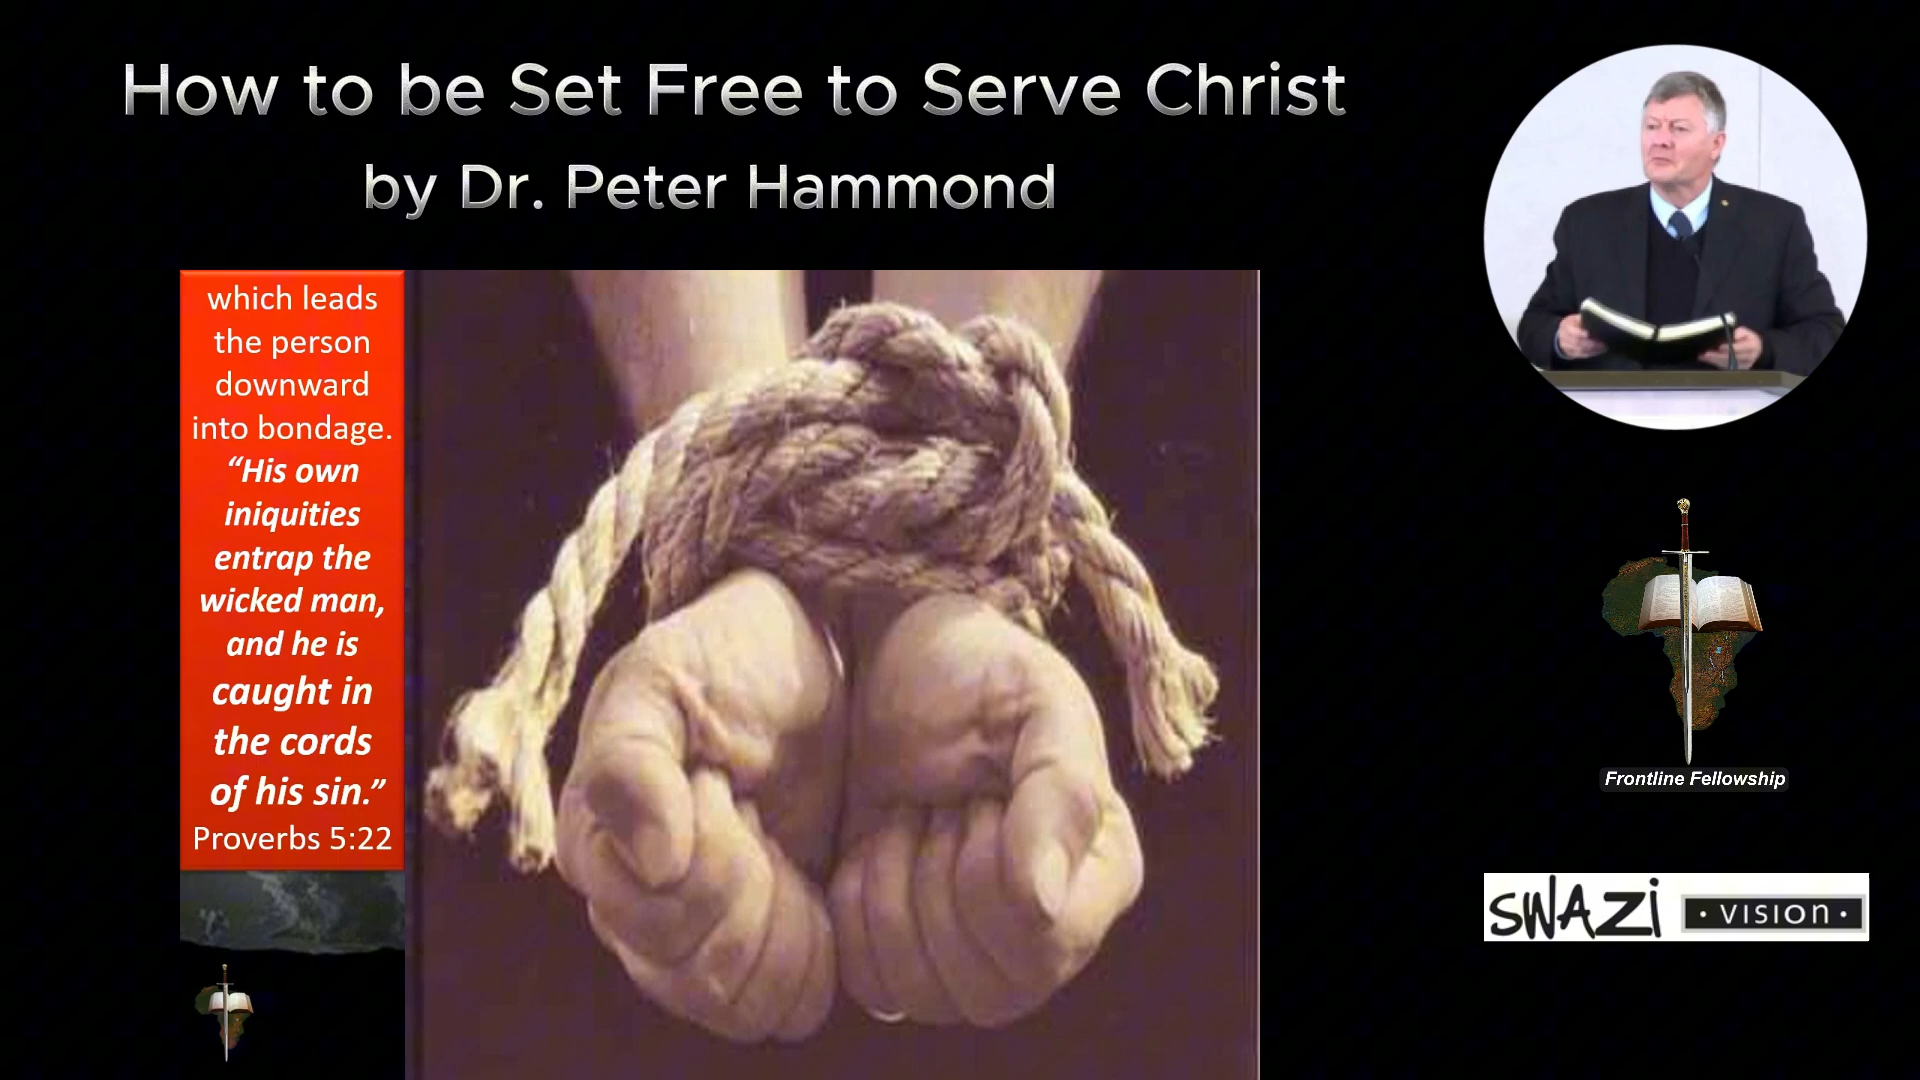 How to be Set Free to Serve Christ
by Dr. Peter Hammond
which leads
the person
downward
into bondage.
“His own
iniquities
entrap the
wicked man,
and he is
caught in
the cords
of his sin.”
Proverbs 5:22
Frontline Fellowship
SWAZi
• VISION •